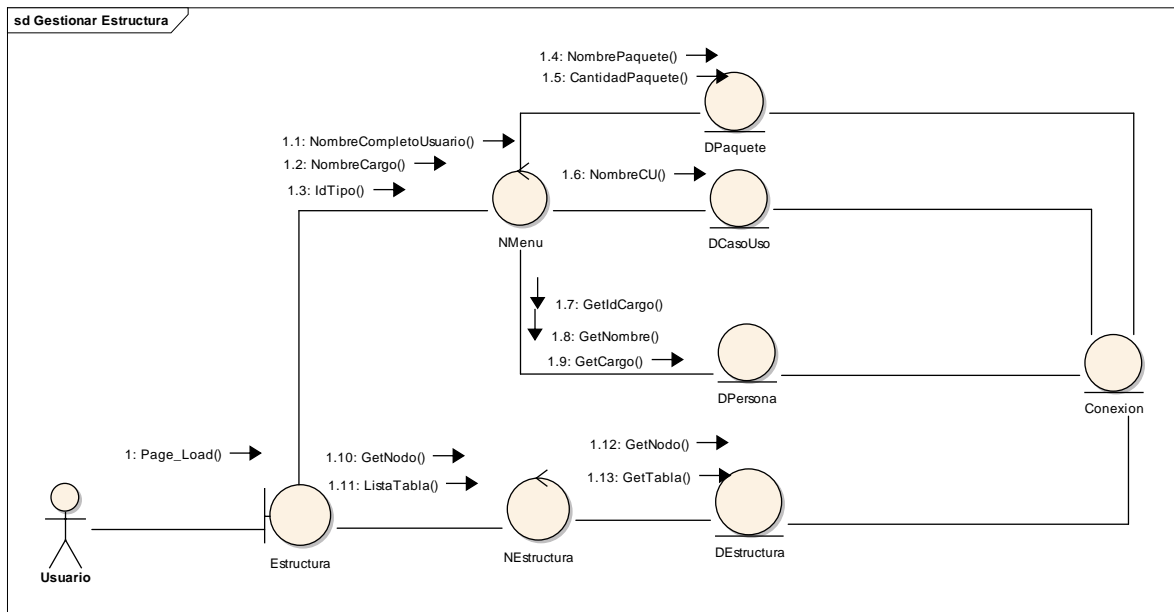 sd Gestionar Estructura
1.4: NombrePaquete()
1.5: CantidadPaquete()
DPaquete
1.1: NombreCompletoUsuario()
1.2: NombreCargo()
1.3: IdTipo()
1.6: NombreCU()
NMenu
DCasoUso
1.7: GetIdCargo()
1.8: GetNombre()
1.9: GetCargo()
DPersona
Conexion
1: Page_Load()
1.10: GetNodo()
1.11: ListaTabla()
1.12: GetNodo()
1.13: GetTabla()
Estructura
NEstructura
DEstructura
Usuario